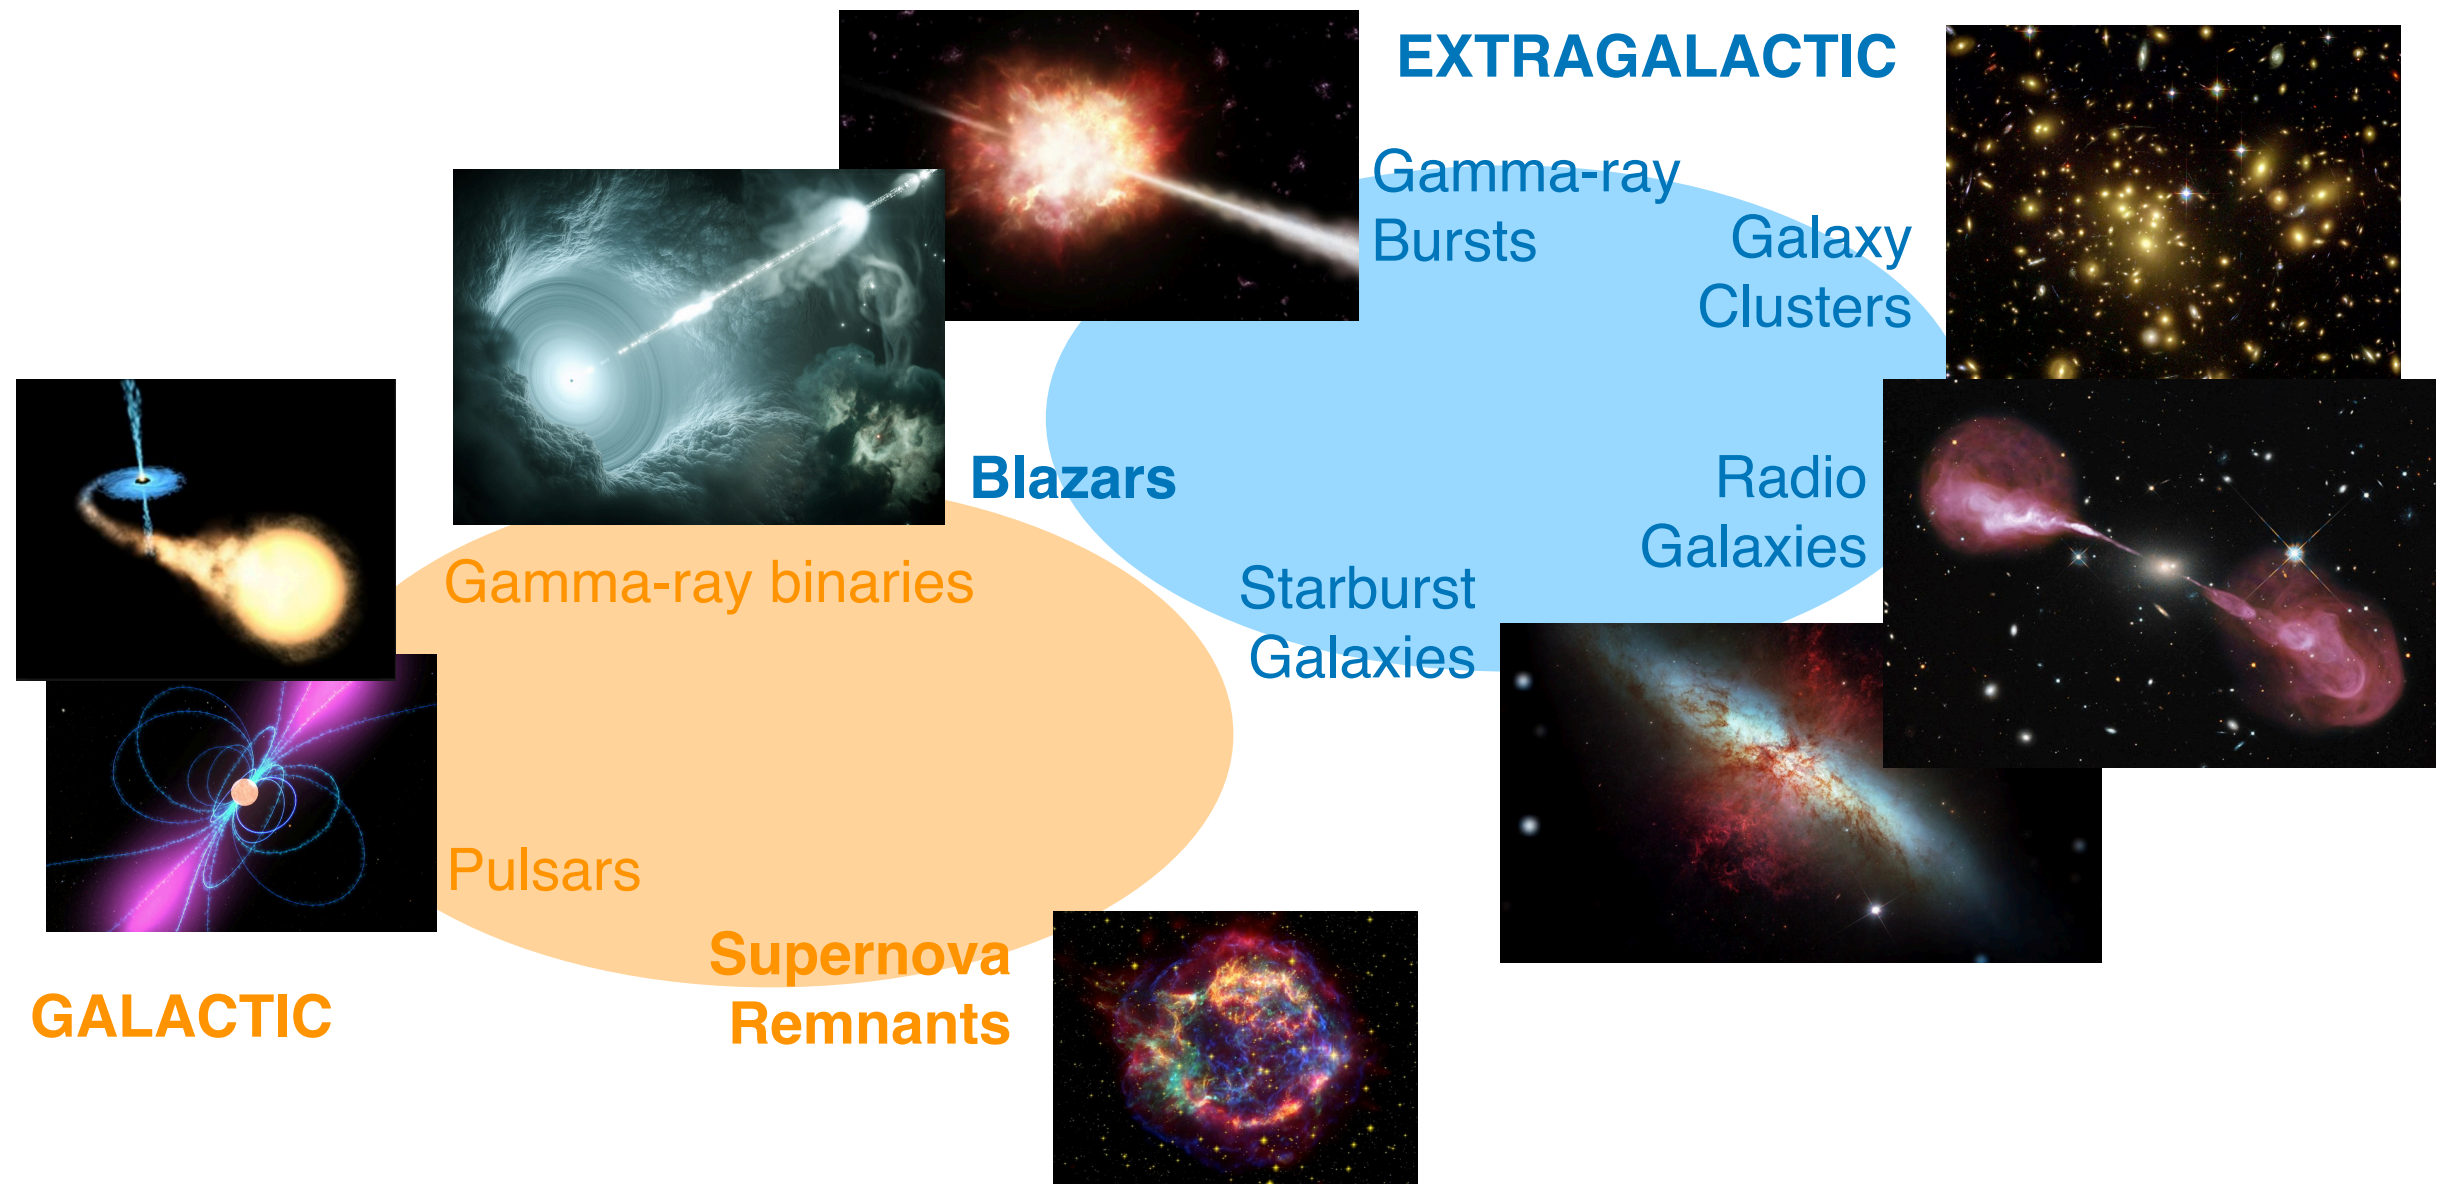 EXTRAGALACTIC
Gamma-ray
Bursts
Galaxy
Clusters
Blazars
Radio
Galaxies
Starburst
Galaxies
Gamma-ray binaries
Pulsars
Supernova
Remnants
GALACTIC